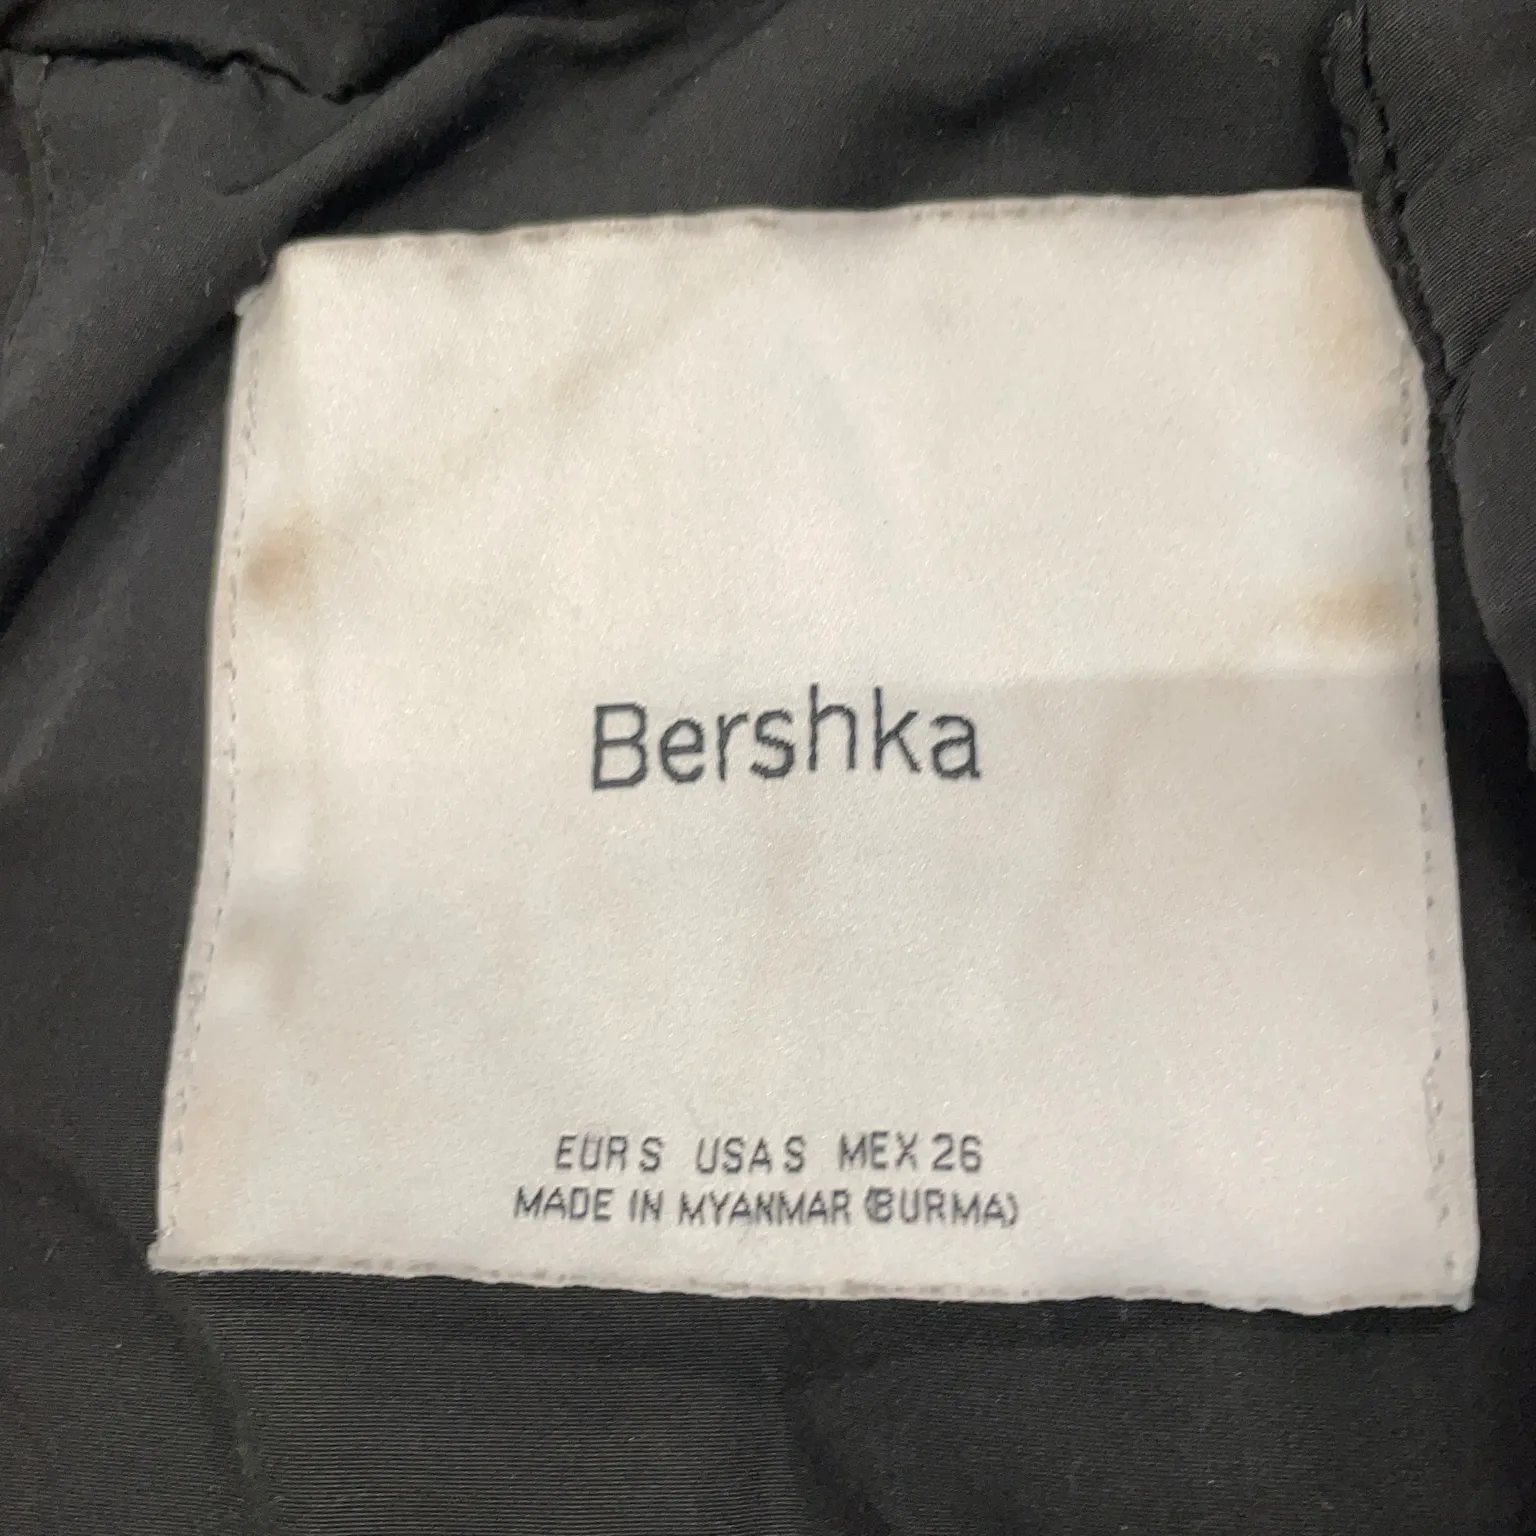 Bershka
EUR S USA S MEX 26
MADE IN MYANMAR (BURMA)